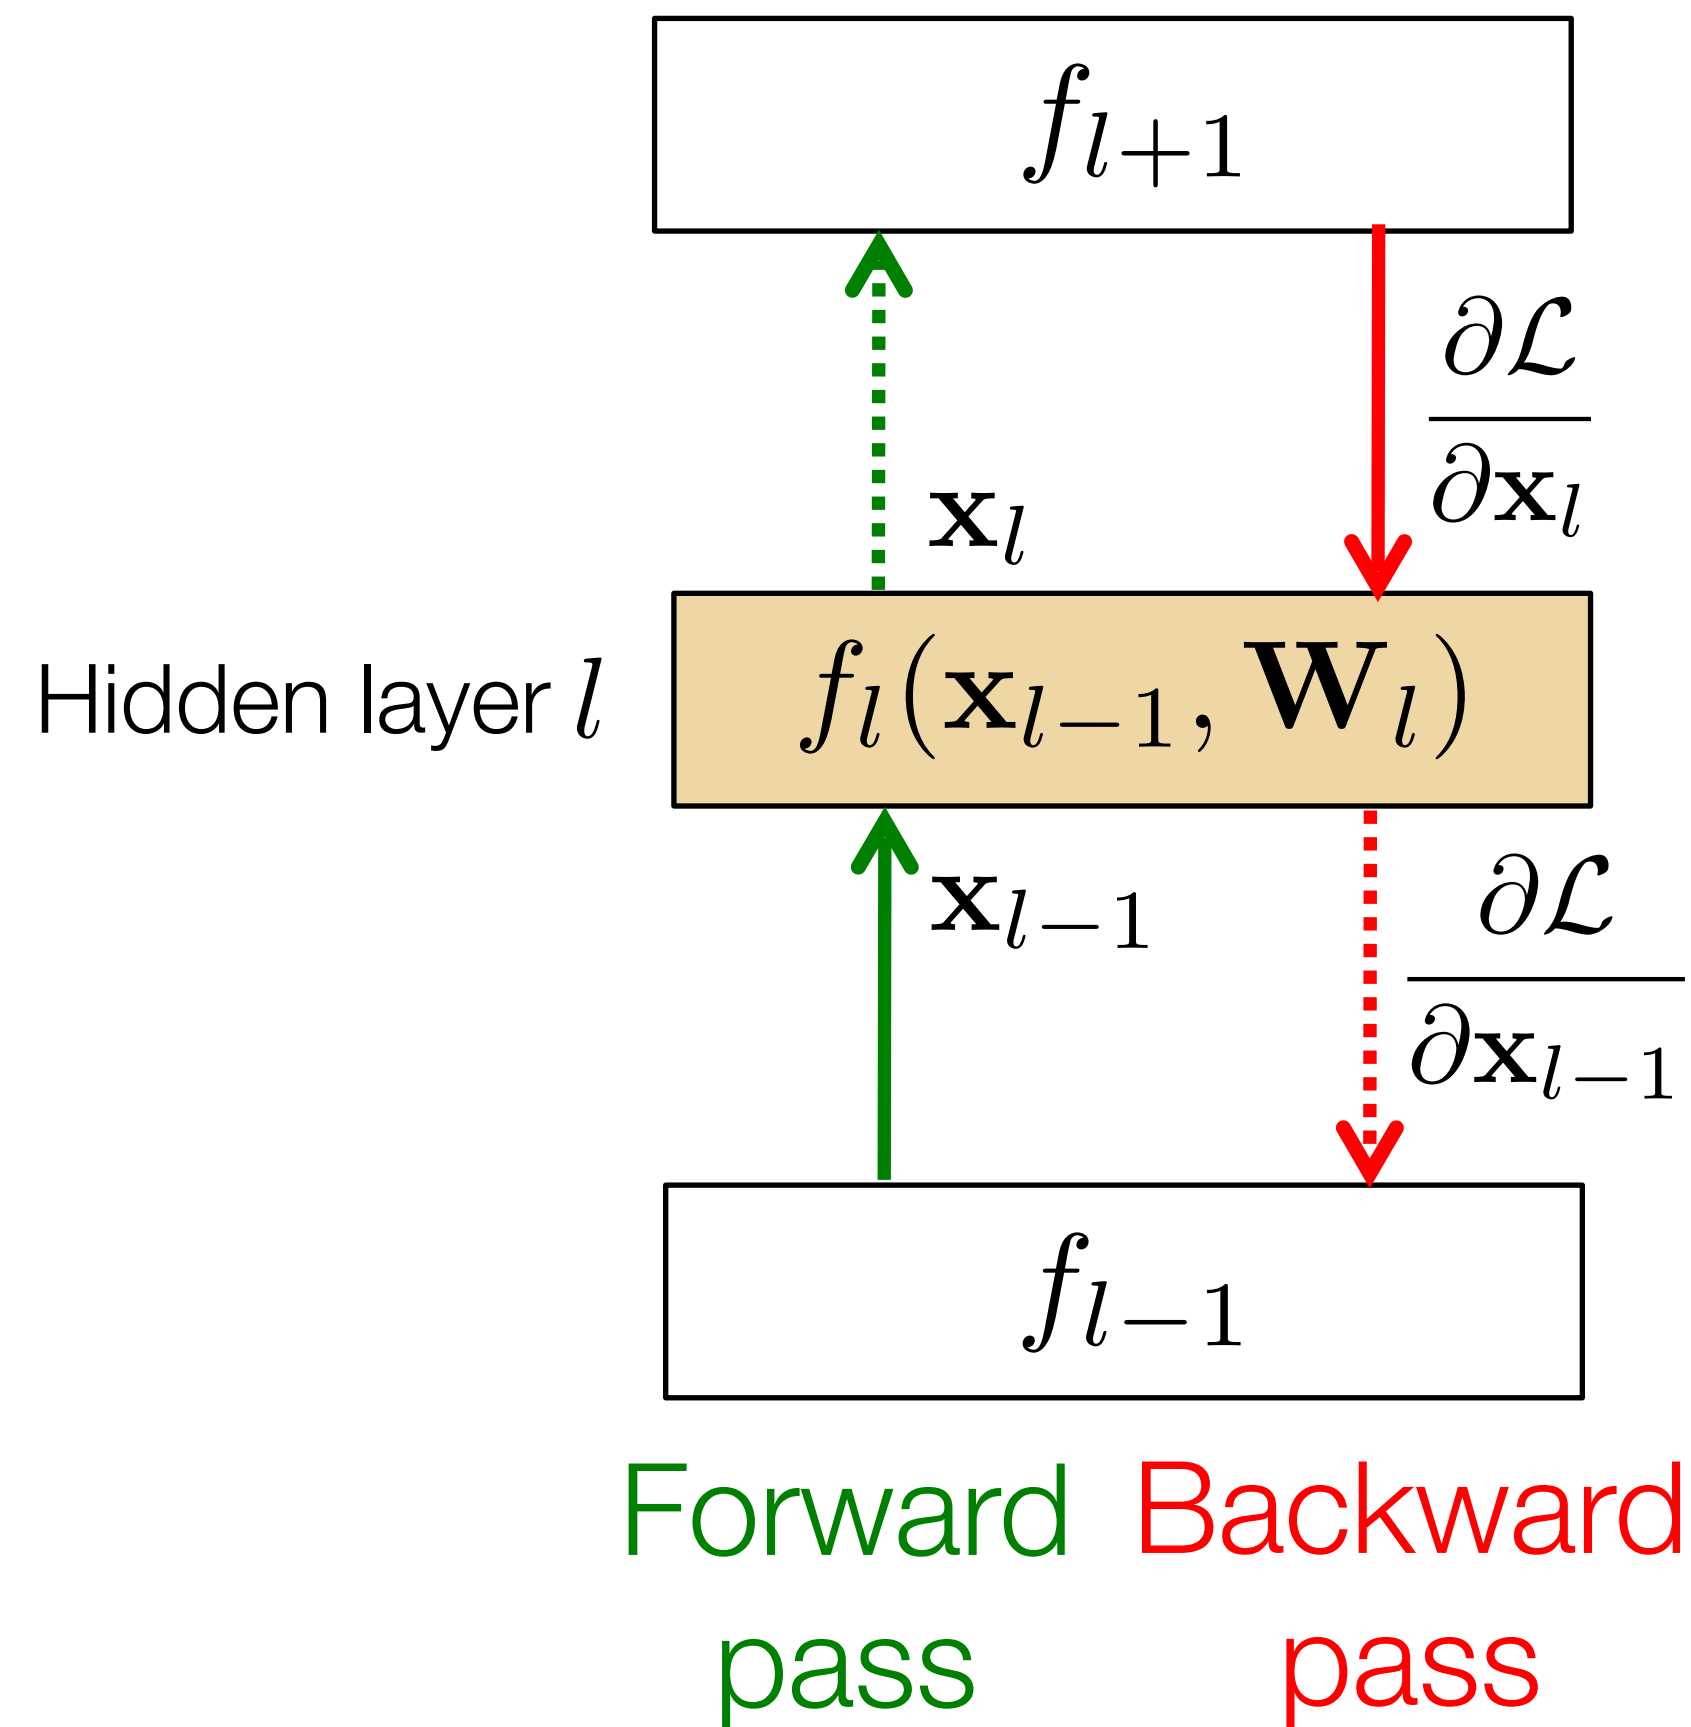 f_{l+1}
∂ℒ
∂𝐱_l
𝐱_l
Hidden layer l
f_l(𝐱_{l−1}, 𝐖_l)
𝐱_{l−1}
∂ℒ
∂𝐱_{l−1}
f_{l−1}
Forward pass
Backward pass